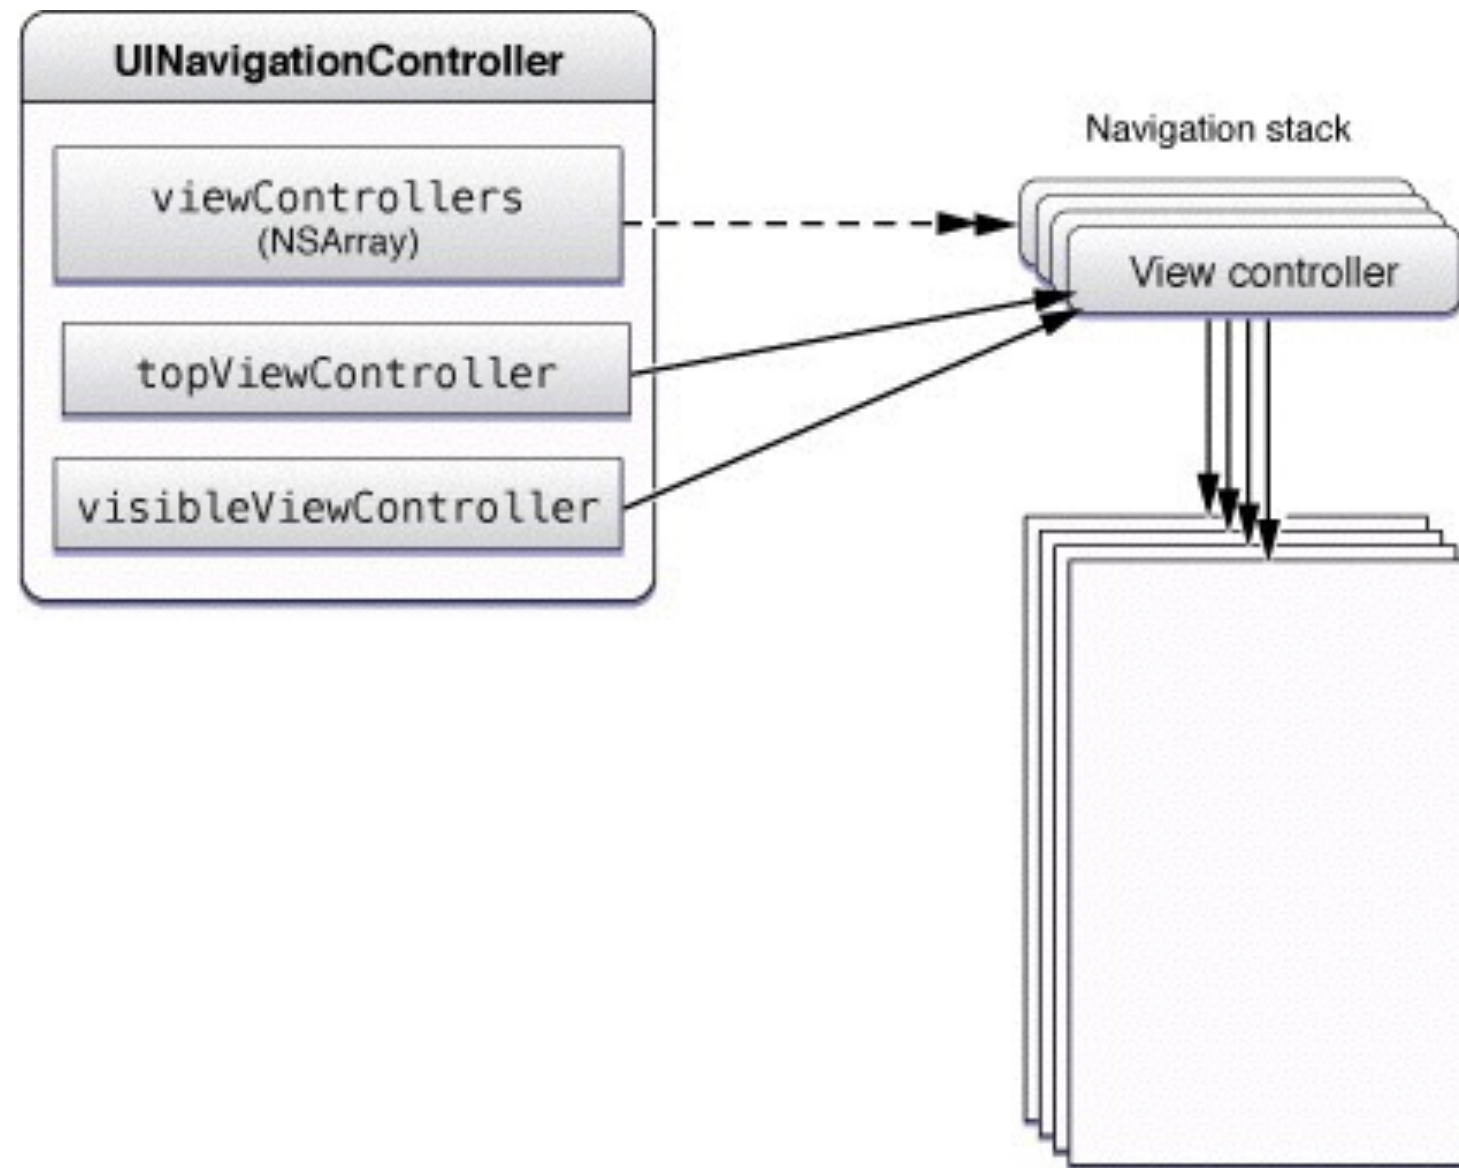 UINavigationController
viewControllers
(NSArray)
topViewController
visibleViewController
Navigation stack
View controller